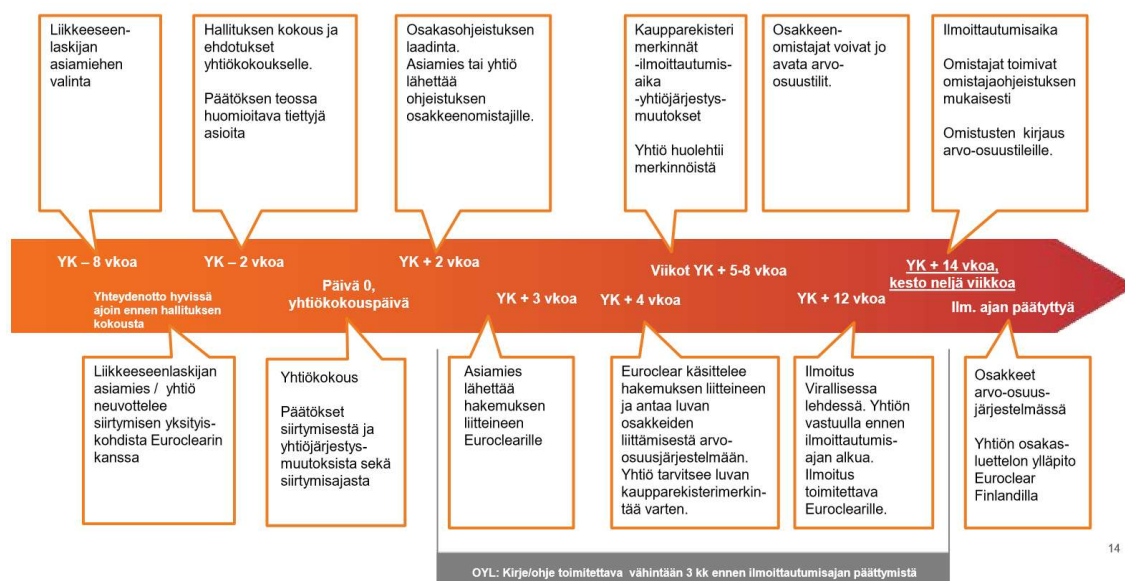 Liikkeeseen-
laskijan
asiamiehen
valinta
Hallituksen kokous ja
ehdotukset
yhtiökokoukselle.
Päätöksen teossa
huomioitava tiettyjä
asioita
Osakasohjeistuksen
laadinta.
Asiamies tai yhtiö
lähettää
ohjeistuksen
osakkeenomistajille.
Kaupparekisteri
merkinnät
-ilmoittautumis-
aika
-yhtiöjärjestys-
muutokset
Yhtiö huolehtii
merkinnöistä
Osakkeen-
omistajat voivat jo
avata arvo-
osuustilit.
Ilmoittautumisaika
Omistajat toimivat
omistajaohjeistuksen
mukaisesti
Omistusten kirjaus
arvo-osuustileille.
YK – 8 vkoa
YK – 2 vkoa
YK + 2 vkoa
Viikot YK + 5-8 vkoa
YK + 14 vkoa,
kesto neljä viikkoa
Yhteydenotto hyvissä
ajoin ennen hallituksen
kokousta
Päivä 0,
yhtiökokouspäivä
YK + 3 vkoa
YK + 4 vkoa
YK + 12 vkoa
Ilm. ajan päätyttyä
Liikkeeseenlaskijan
asiamies / yhtiö
neuvottelee
siirtymisen yksityis-
kohdista Euroclearin
kanssa
Yhtiökokous
Päätökset
siirtymisestä ja
yhtiöjärjestys-
muutoksista sekä
siirtymisajasta
Asiamies
lähettää
hakemuksen
liitteineen
Euroclearille
Euroclear käsittelee
hakemuksen liitteineen
ja antaa luvan
osakkeiden
liittämisestä arvo-
osuusjärjestelmään.
Yhtiö tarvitsee luvan
kaupparekisterimerkin-
tää varten.
Ilmoitus
Virallisessa
lehdessä. Yhtiön
vastuulla ennen
ilmoittautumis-
ajan alkua.
Ilmoitus
toimitettava
Euroclearille.
Osakkeet
arvo-osuus-
järjestelmässä
Yhtiön osakas-
luettelon ylläpito
Euroclear
Finlandilla
14
OYL: Kirje/ohje toimitettava vähintään 3 kk ennen ilmoittautumisajan päättymistä